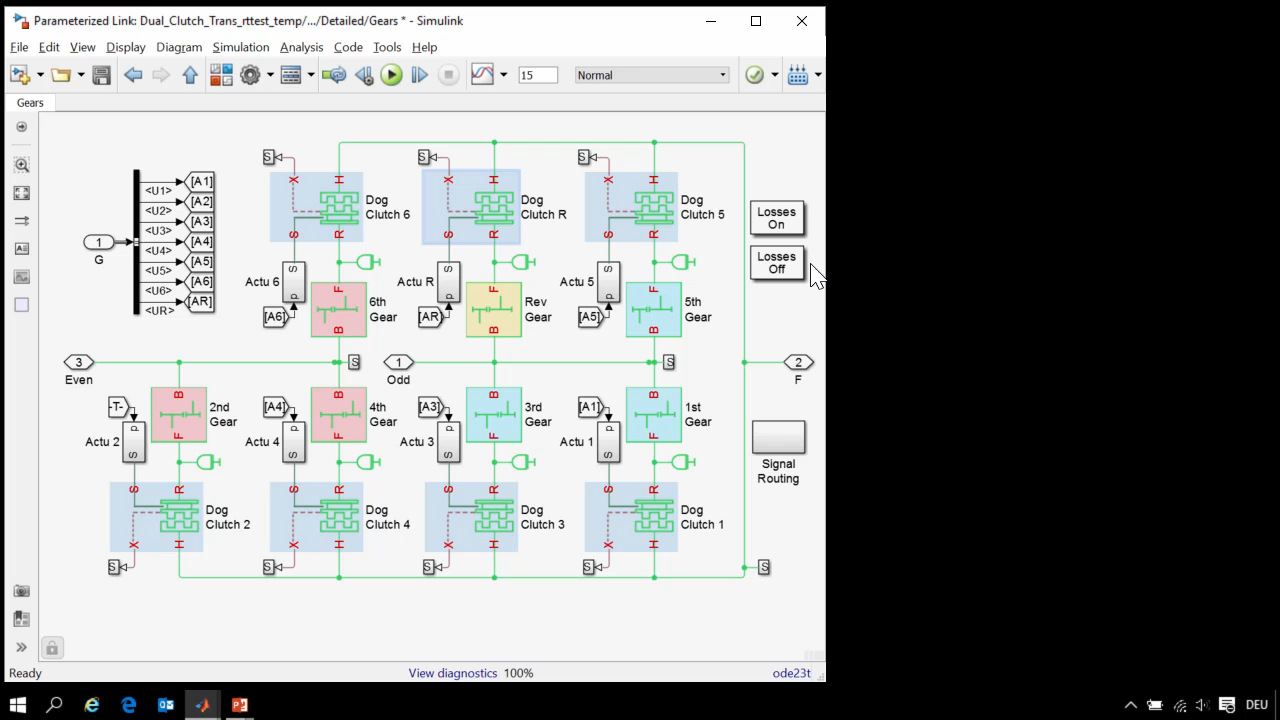 Parameterized Link: Dual_Clutch_Trans_rttest_temp/.../Detailed/Gears * - Simulink
File Edit View Display Diagram Simulation Analysis Code Tools Help
15 Normal
Gears
S S S
X H X H X H
[A1]
<U1>
[A2]
<U2>
[A3]
<U3>
[A4]
<U4>
[A5]
<U5>
[A6]
<U6>
[AR]
<UR>
1
G
Dog
Clutch 6
Dog
Clutch R
Dog
Clutch 5
Losses
On
Losses
Off
S R S R S R
Actu 6 S P
Actu R S P
Actu 5 S P
[A6] [AR] [A5]
F B 6th
Gear
F B Rev
Gear
F B 5th
Gear
3 S 1 S 2
Even Odd F
-T- [A4] [A3] [A1]
B F 2nd
Gear
B F 4th
Gear
B F 3rd
Gear
B F 1st
Gear
Actu 2 P S
Actu 4 P S
Actu 3 P S
Actu 1 P S
Signal
Routing
S R S R S R S R
Dog
Clutch 2
Dog
Clutch 4
Dog
Clutch 3
Dog
Clutch 1
X H X H X H X H
S S S S S
Ready View diagnostics 100% ode23t
DEU